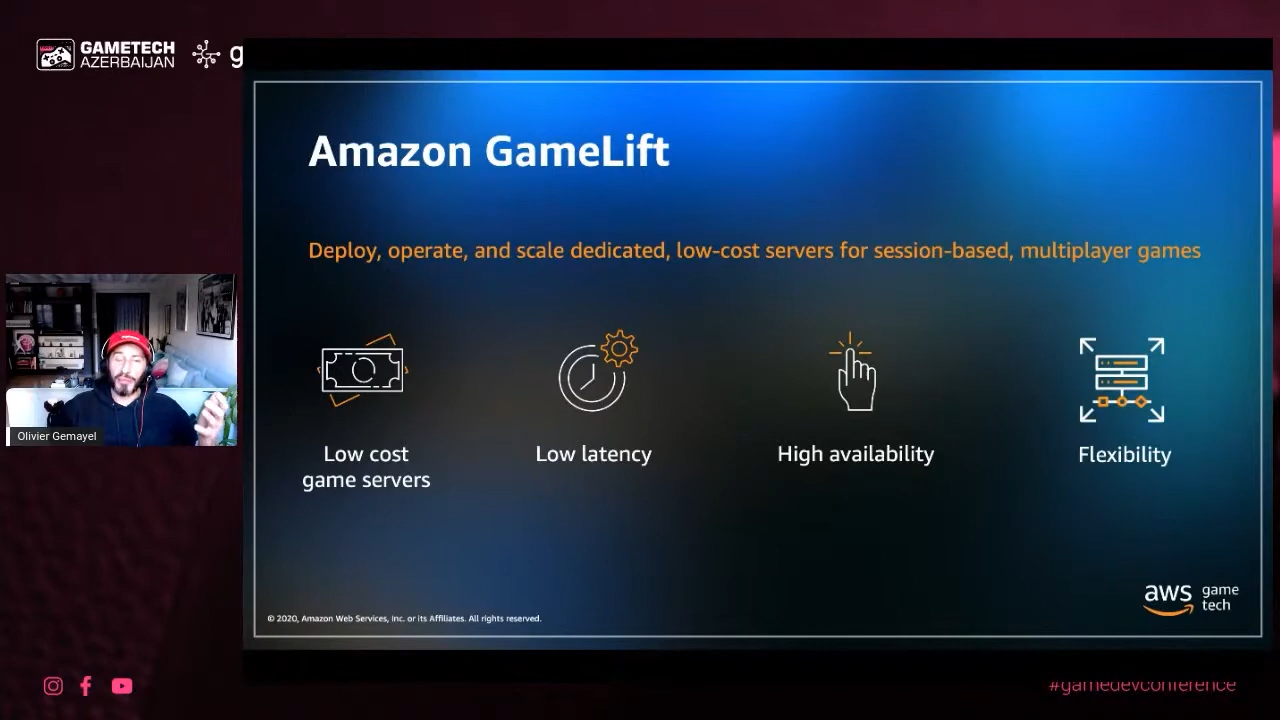 GAMETECH
AZERBAIJAN
g
Amazon GameLift
Deploy, operate, and scale dedicated, low-cost servers for session-based, multiplayer games
Low cost
game servers
Low latency
High availability
Flexibility
Olivier Gemayel
aws game
tech
© 2020, Amazon Web Services, Inc. or its Affiliates. All rights reserved.
#gamedevconference